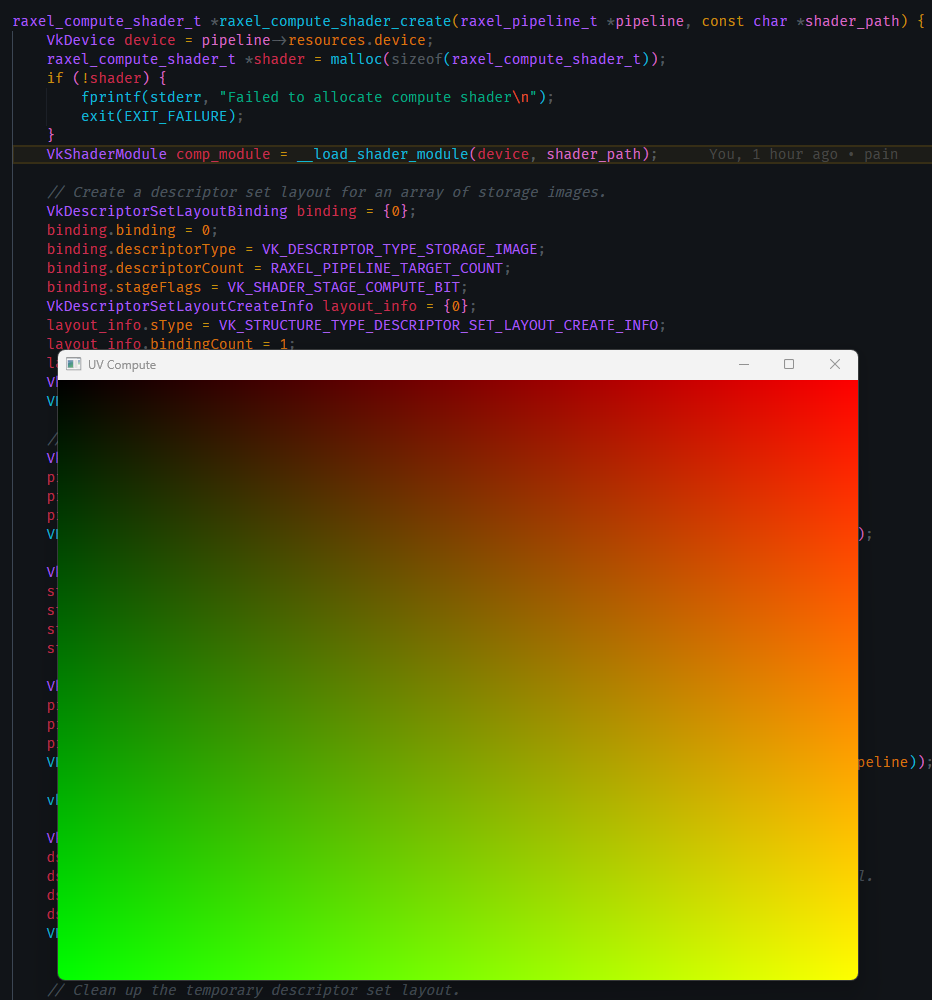 raxel_compute_shader_t *raxel_compute_shader_create(raxel_pipeline_t *pipeline, const char *shader_path) {
VkDevice device = pipeline->resources.device;
raxel_compute_shader_t *shader = malloc(sizeof(raxel_compute_shader_t));
if (!shader) {
fprintf(stderr, "Failed to allocate compute shader\n");
exit(EXIT_FAILURE);
}
VkShaderModule comp_module = __load_shader_module(device, shader_path); You, 1 hour ago • pain
// Create a descriptor set layout for an array of storage images.
VkDescriptorSetLayoutBinding binding = {0};
binding.binding = 0;
binding.descriptorType = VK_DESCRIPTOR_TYPE_STORAGE_IMAGE;
binding.descriptorCount = RAXEL_PIPELINE_TARGET_COUNT;
binding.stageFlags = VK_SHADER_STAGE_COMPUTE_BIT;
VkDescriptorSetLayoutCreateInfo layout_info = {0};
layout_info.sType = VK_STRUCTURE_TYPE_DESCRIPTOR_SET_LAYOUT_CREATE_INFO;
layout_info.bindingCount = 1;
UV Compute
//
);
peline));
l.
// Clean up the temporary descriptor set layout.